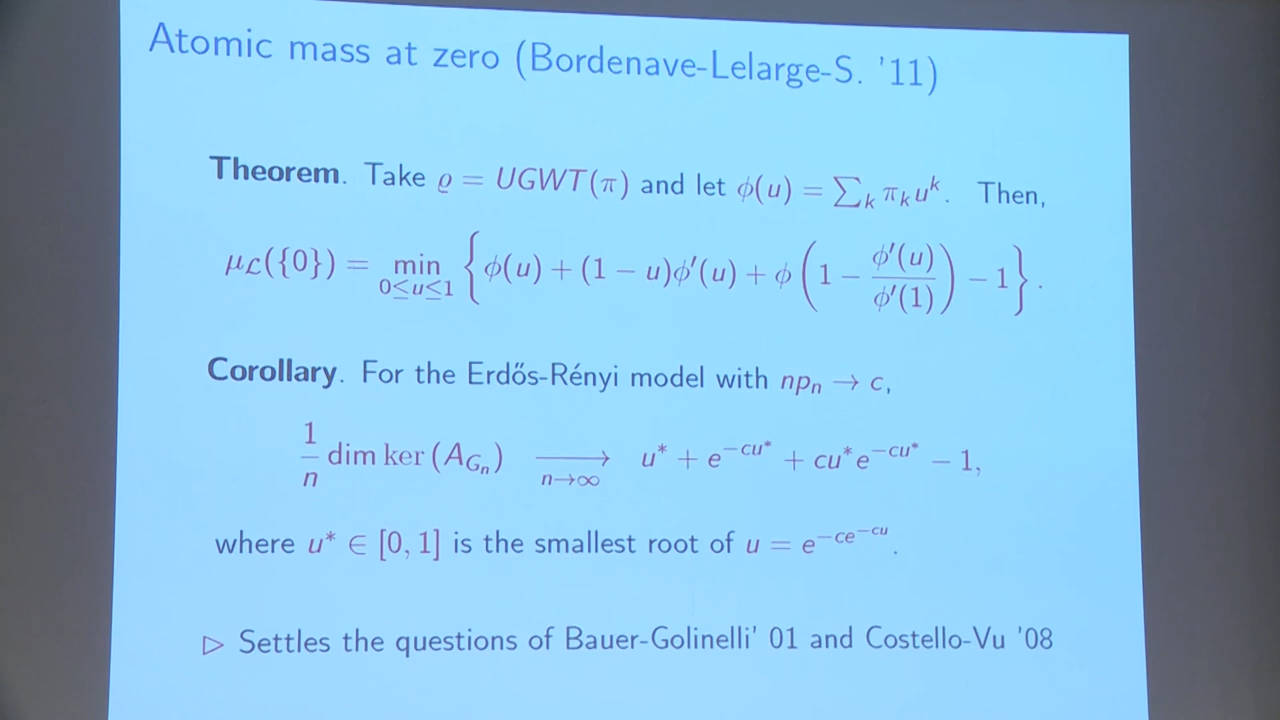 Atomic mass at zero (Bordenave-Lelarge-S. '11)
Theorem. Take ϱ = UGWT(π) and let ϕ(u) = ∑_k π_k u^k. Then,
μ_ℒ({0}) = min_{0≤u≤1} { ϕ(u) + (1 − u)ϕ′(u) + ϕ (1 − ϕ′(u)/ϕ′(1)) − 1 } .
Corollary. For the Erdős-Rényi model with np_n → c,
1/n dim ker (A_{G_n}) ⟶_{n→∞} u* + e^{−cu*} + cu*e^{−cu*} − 1,
where u* ∈ [0, 1] is the smallest root of u = e^{−ce^{−cu}}.
▷ Settles the questions of Bauer-Golinelli' 01 and Costello-Vu '08